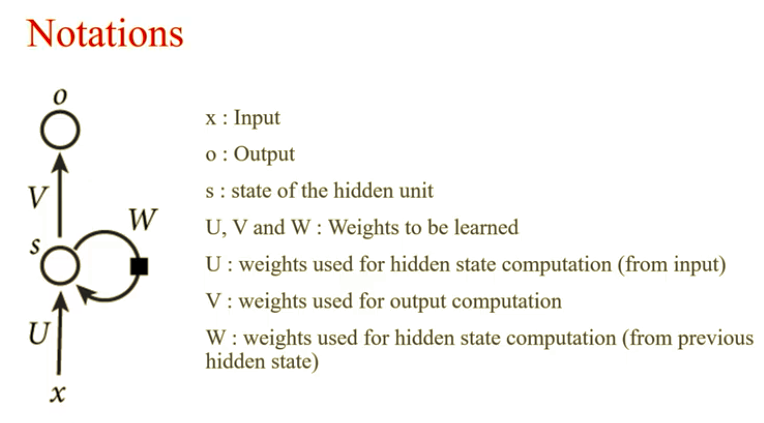 Notations
o
V
W
s
U
x
x : Input
o : Output
s : state of the hidden unit
U, V and W : Weights to be learned
U : weights used for hidden state computation (from input)
V : weights used for output computation
W : weights used for hidden state computation (from previous
hidden state)